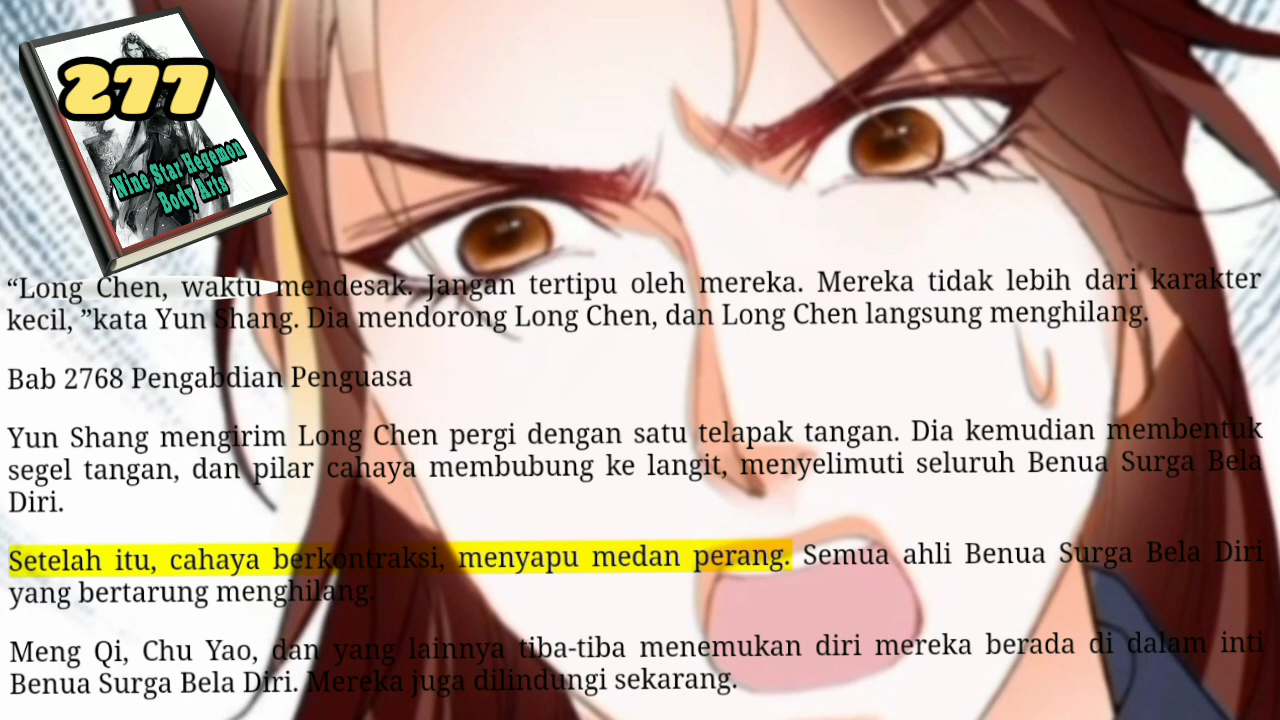 277
Nine Star Hegemon
Body Arts
“Long Chen, waktu mendesak. Jangan tertipu oleh mereka. Mereka tidak lebih dari karakter
kecil, ”kata Yun Shang. Dia mendorong Long Chen, dan Long Chen langsung menghilang.
Bab 2768 Pengabdian Penguasa
Yun Shang mengirim Long Chen pergi dengan satu telapak tangan. Dia kemudian membentuk
segel tangan, dan pilar cahaya membubung ke langit, menyelimuti seluruh Benua Surga Bela
Diri.
Setelah itu, cahaya berkontraksi, menyapu medan perang. Semua ahli Benua Surga Bela Diri
yang bertarung menghilang.
Meng Qi, Chu Yao, dan yang lainnya tiba-tiba menemukan diri mereka berada di dalam inti
Benua Surga Bela Diri. Mereka juga dilindungi sekarang.